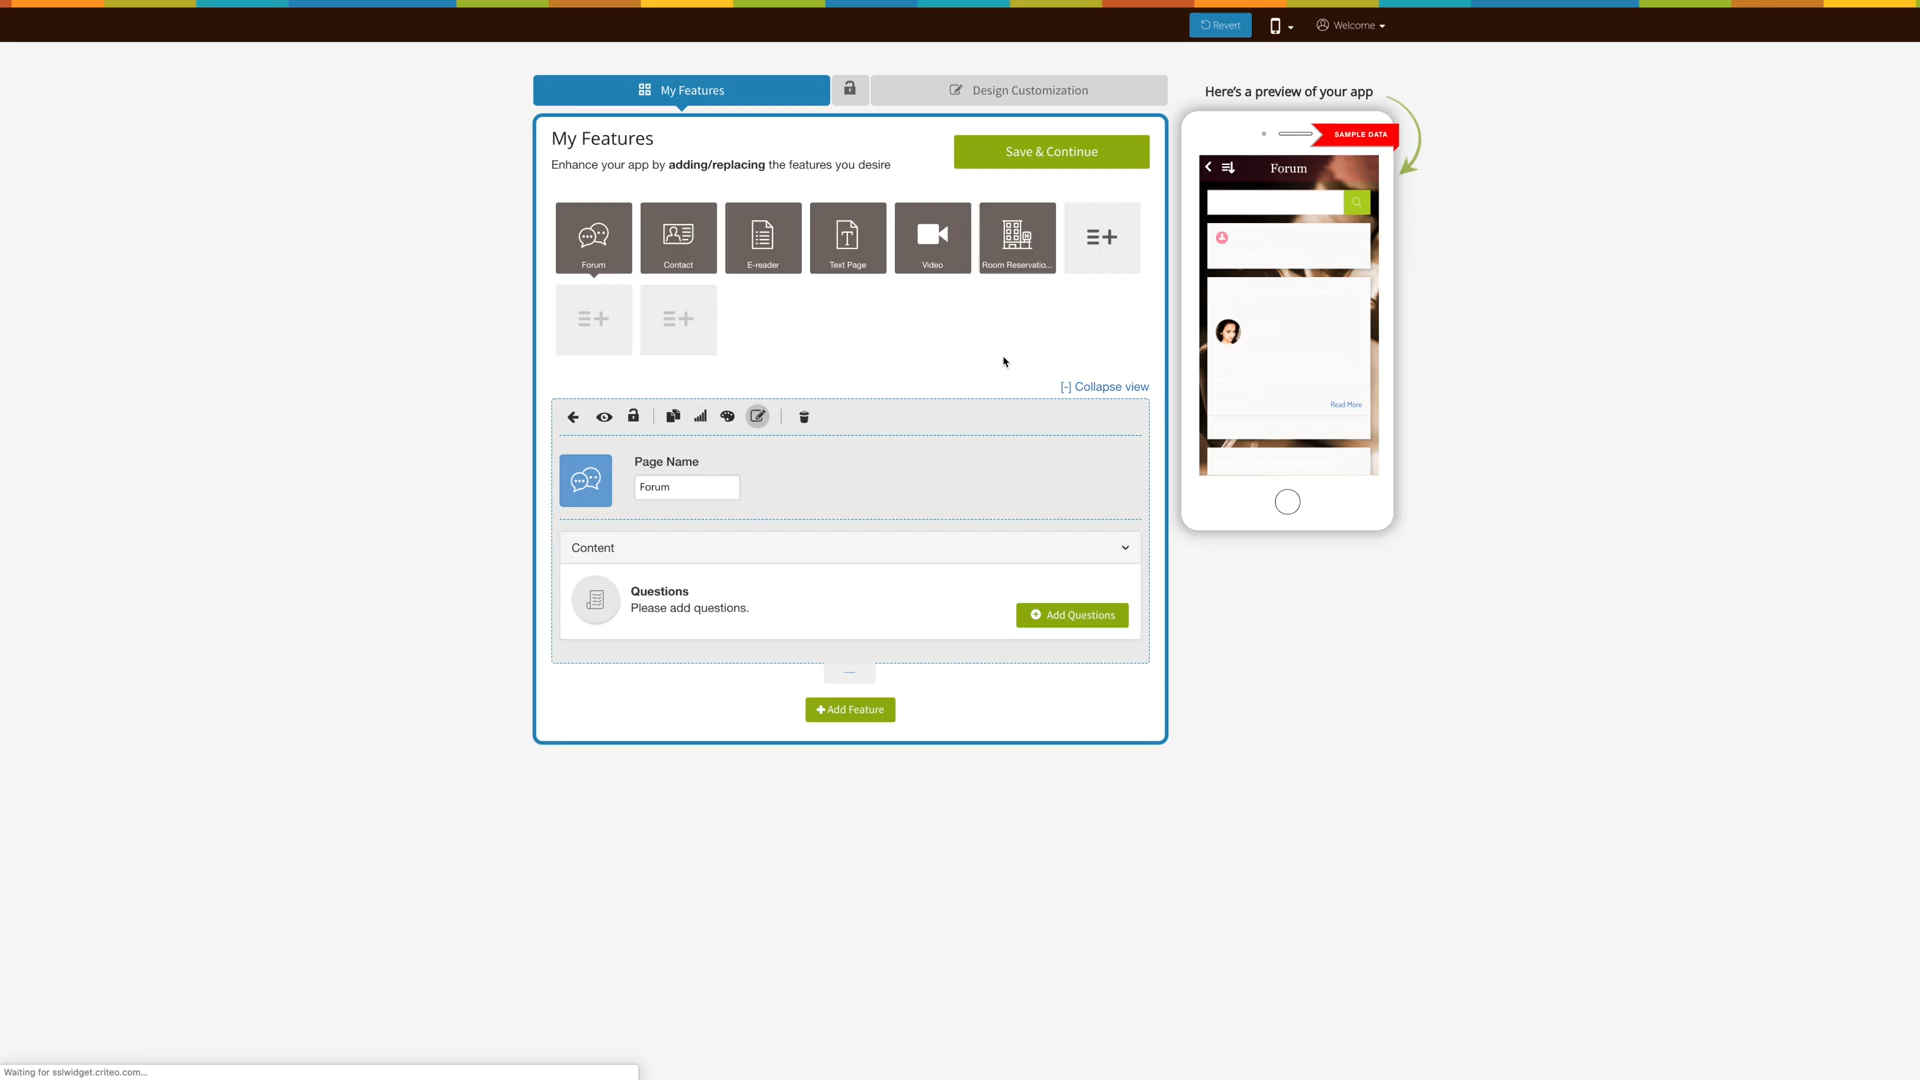 Revert
Welcome
My Features
Design Customization
Here's a preview of your app
My Features
Enhance your app by adding/replacing the features you desire
Save & Continue
SAMPLE DATA
Forum
Forum
Contact
E-reader
Text Page
Video
Room Reservatio...
Read More
[-] Collapse view
Page Name
Forum
Content
Questions
Please add questions.
Add Questions
Add Feature
Waiting for sslwidget.criteo.com...